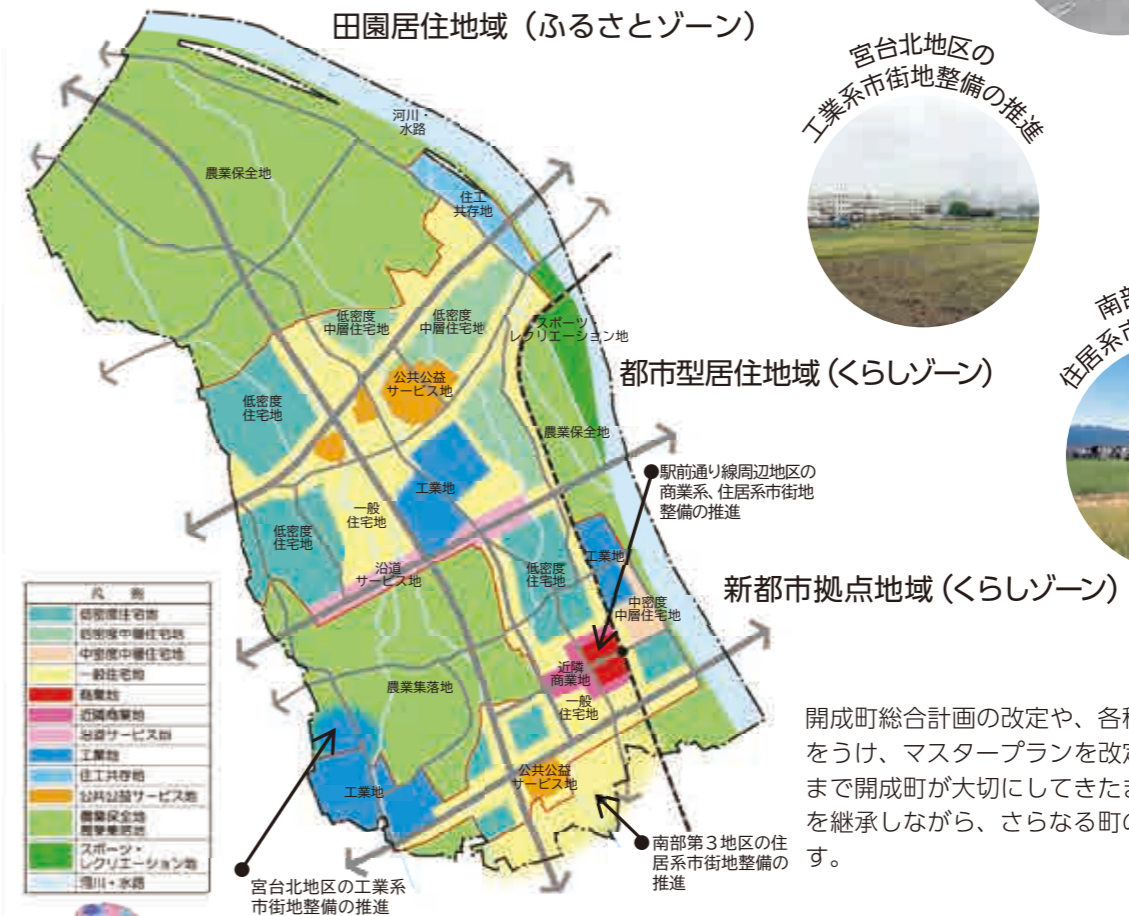 田園居住地域（ふるさとゾーン）
宮台北地区の
工業系市街地整備の推進
河川・
水路
農業保全地
住工
共存地
低密度
中層住宅地
低密度
中層住宅地
スポーツ・
レクリエーション地
南部
住居系市
都市型居住地域（くらしゾーン）
公共公益
サービス地
低密度
住宅地
農業保全地
●駅前通り線周辺地区の
商業系、住居系市街地
整備の推進
工業地
一般
住宅地
低密度
住宅地
工業地
沿道
サービス地
低密度
住宅地
新都市拠点地域（くらしゾーン）
中密度
中層住宅地
凡例
低密度住宅地
低密度中層住宅地
中密度中層住宅地
一般住宅地
商業地
近隣商業地
沿道サービス地
工業地
住工共存地
公共公益サービス地
農業保全地
農業集落地
スポーツ・
レクリエーション地
河川・水路
農業集落地
近隣
商業地
一般
住宅地
公共公益
サービス地
工業地
●南部第３地区の住
居系市街地整備の
推進
宮台北地区の工業系
市街地整備の推進
開成町総合計画の改定や、各種
をうけ、マスタープランを改定
まで開成町が大切にしてきたま
を継承しながら、さらなる町の
す。